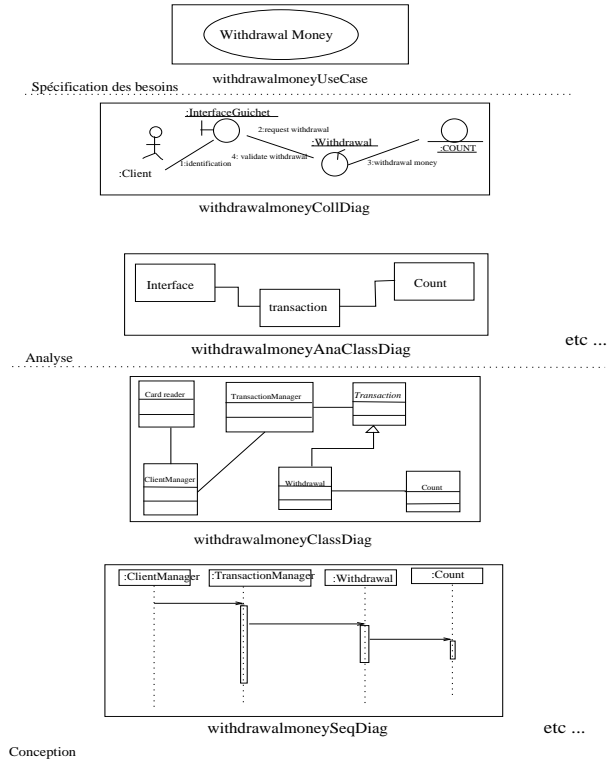 Withdrawal Money
withdrawalmoneyUseCase
Spécification des besoins
:InterfaceGuichet
2:request withdrawal
:Withdrawal
:COUNT
:Client
1:identification
4: validate withdrawal
3:withdrawal money
withdrawalmoneyCollDiag
Interface
Count
transaction
withdrawalmoneyAnaClassDiag
etc ...
Analyse
Card reader
TransactionManager
Transaction
ClientManager
Withdrawal
Count
withdrawalmoneyClassDiag
:ClientManager
:TransactionManager
:Withdrawal
:Count
withdrawalmoneySeqDiag
etc ...
Conception